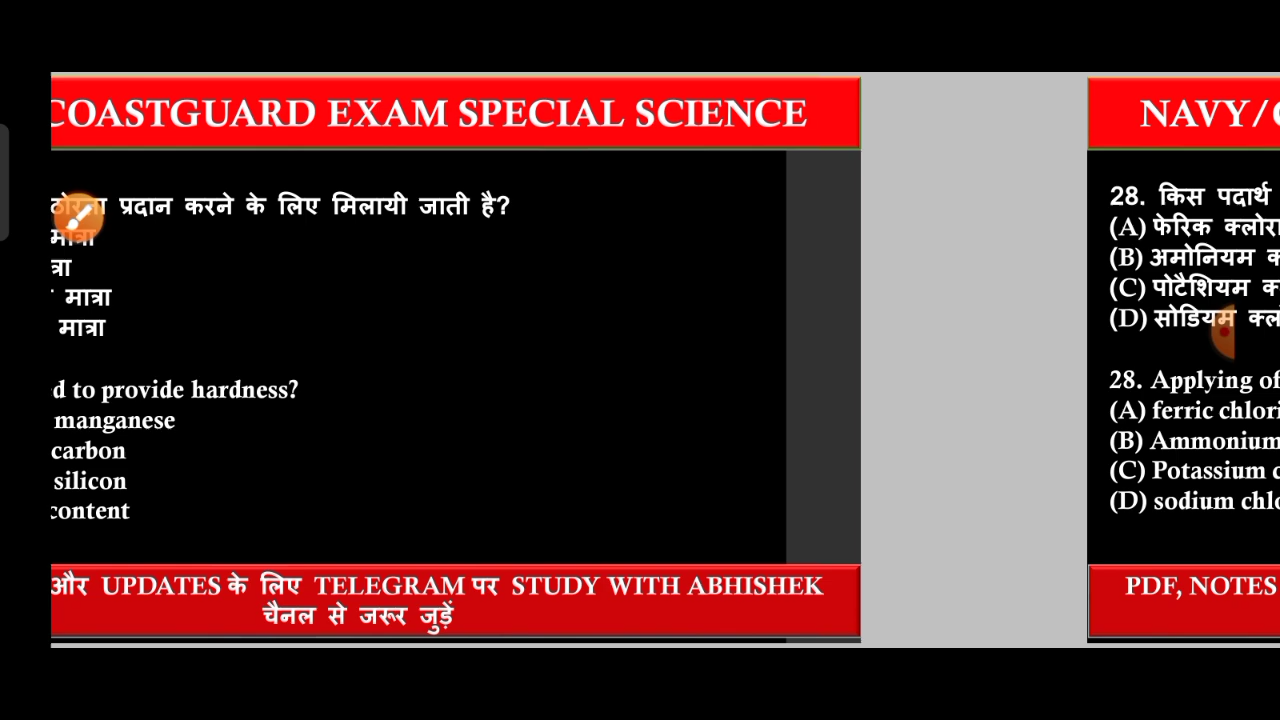 COASTGUARD EXAM SPECIAL SCIENCE
प्रदान करने के लिए मिलायी जाती है?
मात्रा
त्रा
मात्रा
मात्रा
d to provide hardness?
manganese
carbon
silicon
content
और UPDATES के लिए TELEGRAM पर STUDY WITH ABHISHEK
चैनल से जरूर जुड़ें
NAVY/
28. किस पदार्थ
(A) फेरिक क्लोरा
(B) अमोनियम क
(C) पोटैशियम क
(D) सोडियम क्ल
28. Applying of
(A) ferric chlori
(B) Ammonium
(C) Potassium c
(D) sodium chlo
PDF, NOTES